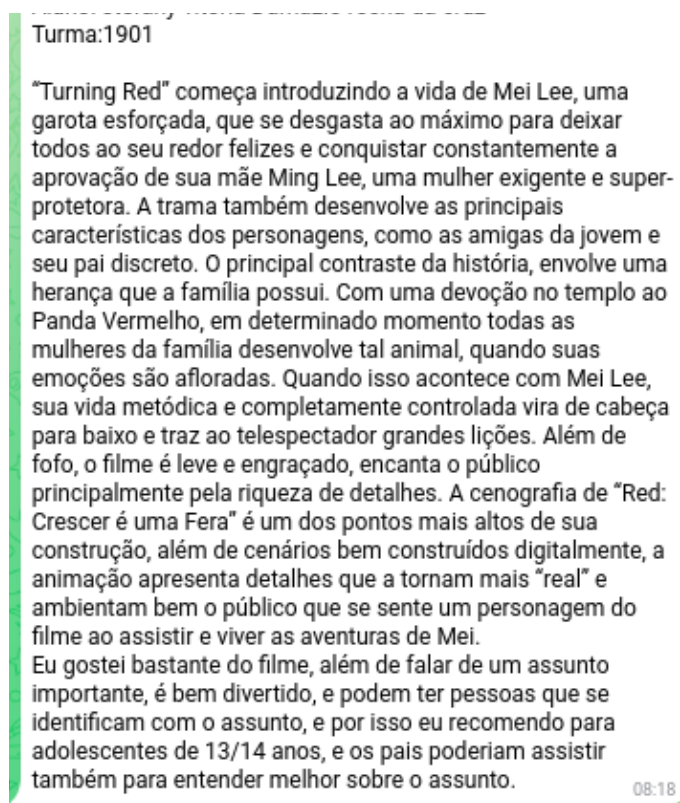 Turma:1901
“Turning Red” começa introduzindo a vida de Mei Lee, uma
garota esforçada, que se desgasta ao máximo para deixar
todos ao seu redor felizes e conquistar constantemente a
aprovação de sua mãe Ming Lee, uma mulher exigente e super-
protetora. A trama também desenvolve as principais
características dos personagens, como as amigas da jovem e
seu pai discreto. O principal contraste da história, envolve uma
herança que a família possui. Com uma devoção no templo ao
Panda Vermelho, em determinado momento todas as
mulheres da família desenvolve tal animal, quando suas
emoções são afloradas. Quando isso acontece com Mei Lee,
sua vida metódica e completamente controlada vira de cabeça
para baixo e traz ao telespectador grandes lições. Além de
fofo, o filme é leve e engraçado, encanta o público
principalmente pela riqueza de detalhes. A cenografia de “Red:
Crescer é uma Fera” é um dos pontos mais altos de sua
construção, além de cenários bem construídos digitalmente, a
animação apresenta detalhes que a tornam mais “real” e
ambientam bem o público que se sente um personagem do
filme ao assistir e viver as aventuras de Mei.
Eu gostei bastante do filme, além de falar de um assunto
importante, é bem divertido, e podem ter pessoas que se
identificam com o assunto, e por isso eu recomendo para
adolescentes de 13/14 anos, e os pais poderiam assistir
também para entender melhor sobre o assunto.
08:18